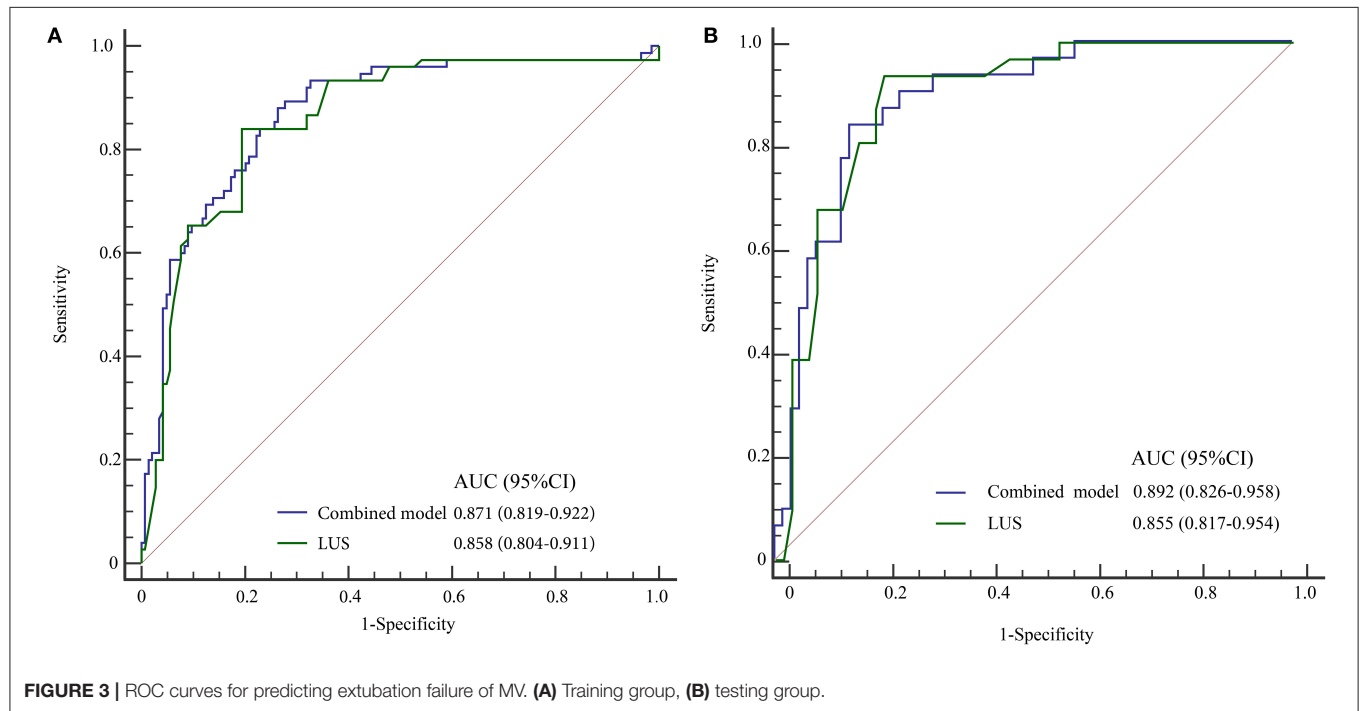 A
1.0
0.8
0.6
0.4
0.2
0
Sensitivity
AUC (95%CI)
Combined model 0.871 (0.819-0.922)
LUS 0.858 (0.804-0.911)
0 0.2 0.4 0.6 0.8 1.0
1-Specificity
B
1.0
0.8
0.6
0.4
0.2
0
Sensitivity
AUC (95%CI)
Combined model 0.892 (0.826-0.958)
LUS 0.855 (0.817-0.954)
0 0.2 0.4 0.6 0.8 1.0
1-Specificity
FIGURE 3 | ROC curves for predicting extubation failure of MV. (A) Training group, (B) testing group.